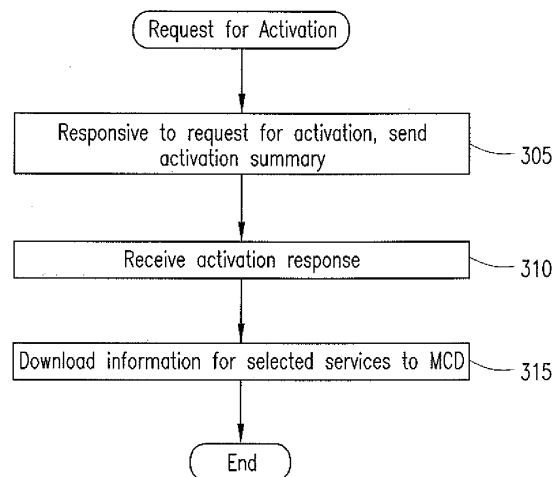 Request for Activation
Responsive to request for activation, send
activation summary
305
Receive activation response
310
Download information for selected services to MCD
315
End